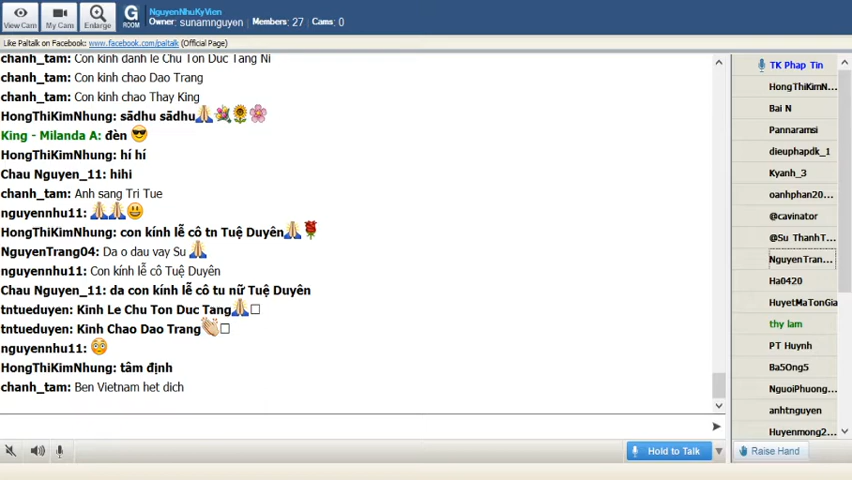 NguyenNhuKyVien
Owner: sunamnguyen Members: 27 Cams: 0
View Cam My Cam Enlarge G ROOM
Like Paltalk on Facebook: www.facebook.com/paltalk (Official Page)
chanh_tam: Con kinh danh le Chu Ton Duc Tang Ni
chanh_tam: Con kinh chao Dao Trang
chanh_tam: Con kinh chao Thay King
HongThiKimNhung: sādhu sādhu🙏💐🌻🌸
King - Milanda A: đèn 😎
HongThiKimNhung: hí hí
Chau Nguyen_11: hihi
chanh_tam: Anh sang Tri Tue
nguyennhu11: 🙏🙏😃
HongThiKimNhung: con kính lễ cô tn Tuệ Duyên🙏🌹
NguyenTrang04: Da o dau vay Su 🙏
nguyennhu11: Con kính lễ cô Tuệ Duyên
Chau Nguyen_11: da con kính lễ cô tu nữ Tuệ Duyên
tntueduyen: Kinh Le Chu Ton Duc Tang🙏□
tntueduyen: Kinh Chao Dao Trang👏□
nguyennhu11: 😳
HongThiKimNhung: tâm định
chanh_tam: Ben Vietnam het dich
TK Phap Tin
HongThiKimN...
Bai N
Pannaramsi
dieuphapdk_1
Kyanh_3
oanhphan20...
@cavinator
@Su ThanhT...
NguyenTran...
Ha0420
HuyetMaTonGia
thy lam
PT Huynh
Ba5Ong5
NguoiPhuong...
anhtnguyen
Huyenmong2...
Hold to Talk
Raise Hand